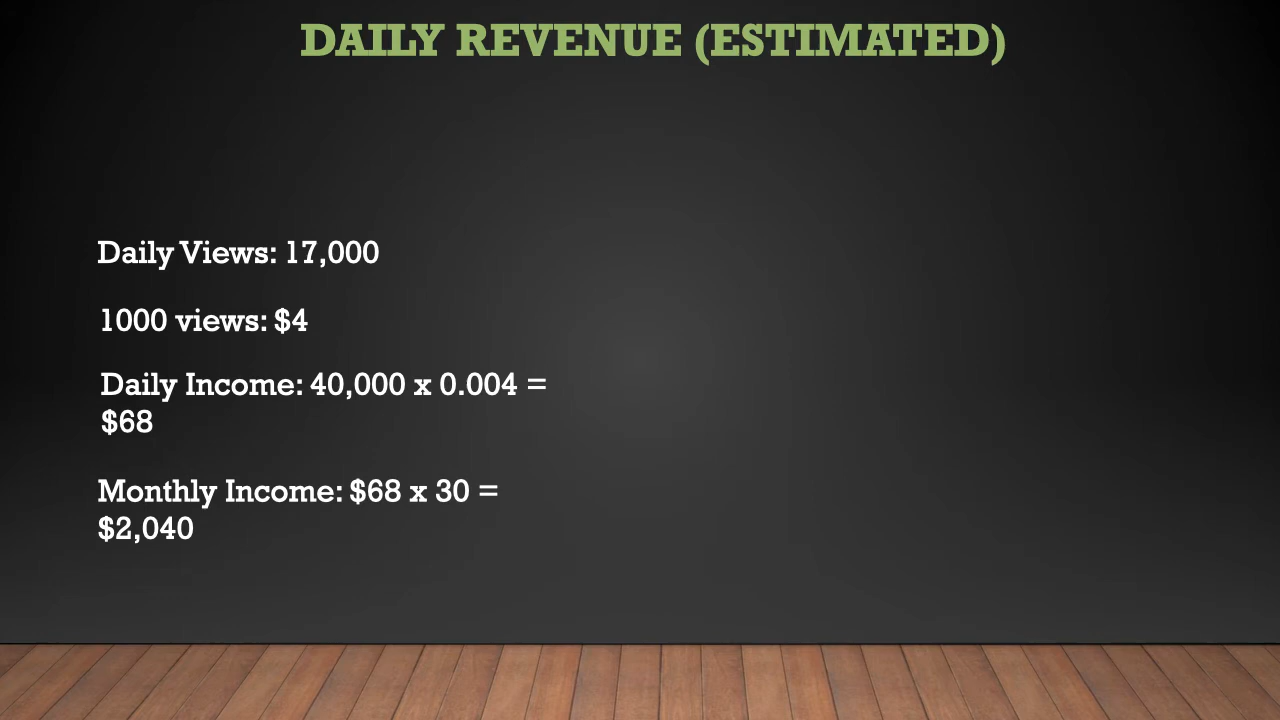 DAILY REVENUE (ESTIMATED)
Daily Views: 17,000
1000 views: $4
Daily Income: 40,000 x 0.004 =
$68
Monthly Income: $68 x 30 =
$2,040